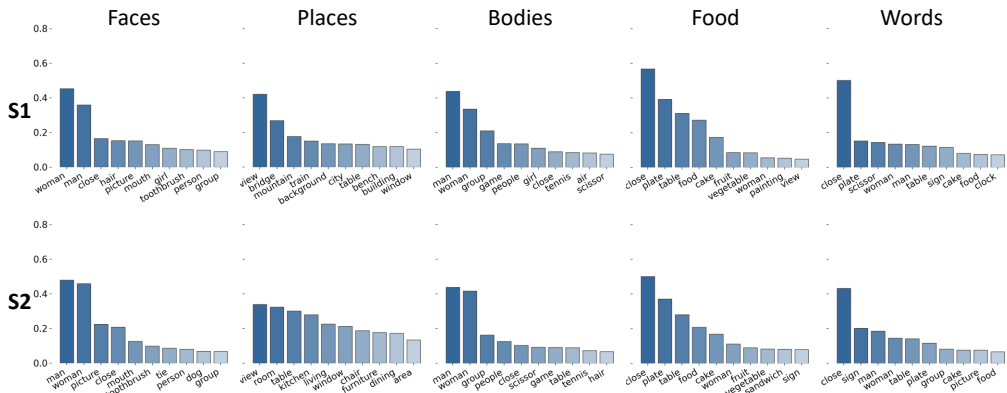 Faces Places Bodies Food Words
S1
0.8
0.6
0.4
0.2
0.0
woman man close hair picture mouth girl toothbrush person group
view bridge mountain train background city table bench building window
man woman group game people girl close tennis air scissor
close plate table food cake fruit vegetable woman painting view
close plate scissor woman man table sign cake food clock
S2
0.8
0.6
0.4
0.2
0.0
man woman picture close mouth toothbrush tie person dog group
view room table kitchen living window chair furniture dining area
man woman group people close scissor game table tennis hair
close plate table food cake woman fruit vegetable sandwich sign
close sign man woman table plate group cake picture food